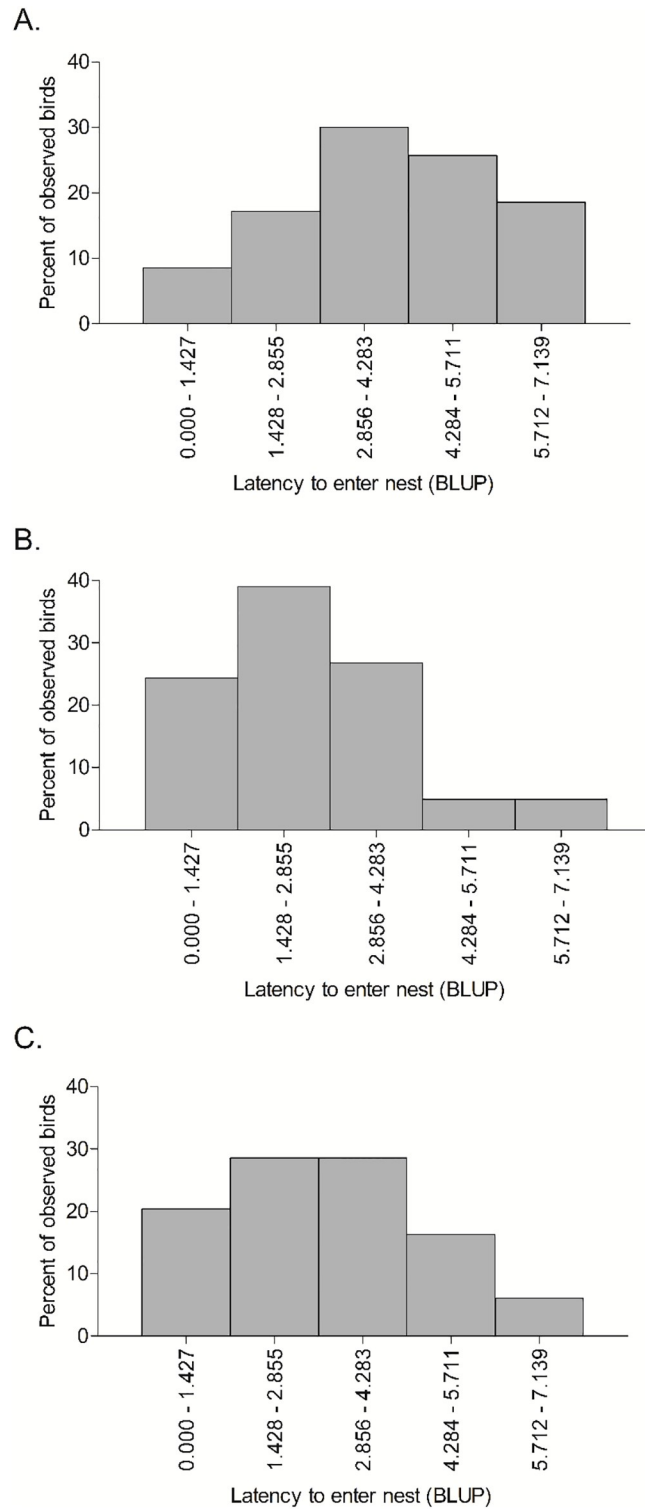 A.
Percent of observed birds
40
30
20
10
0
0.000 - 1.427
1.428 - 2.855
2.856 - 4.283
4.284 - 5.711
5.712 - 7.139
Latency to enter nest (BLUP)
B.
Percent of observed birds
40
30
20
10
0
0.000 - 1.427
1.428 - 2.855
2.856 - 4.283
4.284 - 5.711
5.712 - 7.139
Latency to enter nest (BLUP)
C.
Percent of observed birds
40
30
20
10
0
0.000 - 1.427
1.428 - 2.855
2.856 - 4.283
4.284 - 5.711
5.712 - 7.139
Latency to enter nest (BLUP)